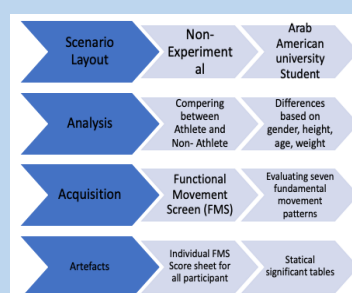 Scenario
Layout
Non-
Experiment
al
Arab
American
university
Student
Analysis
Compering
between
Athlete and
Non- Athlete
Differences
based on
gender, height,
age, weight
Acquisition
Functional
Movement
Screen (FMS)
Evaluating seven
fundamental
movement
patterns
Artefacts
Individual FMS
Score sheet for
all participant
Statical
significant tables